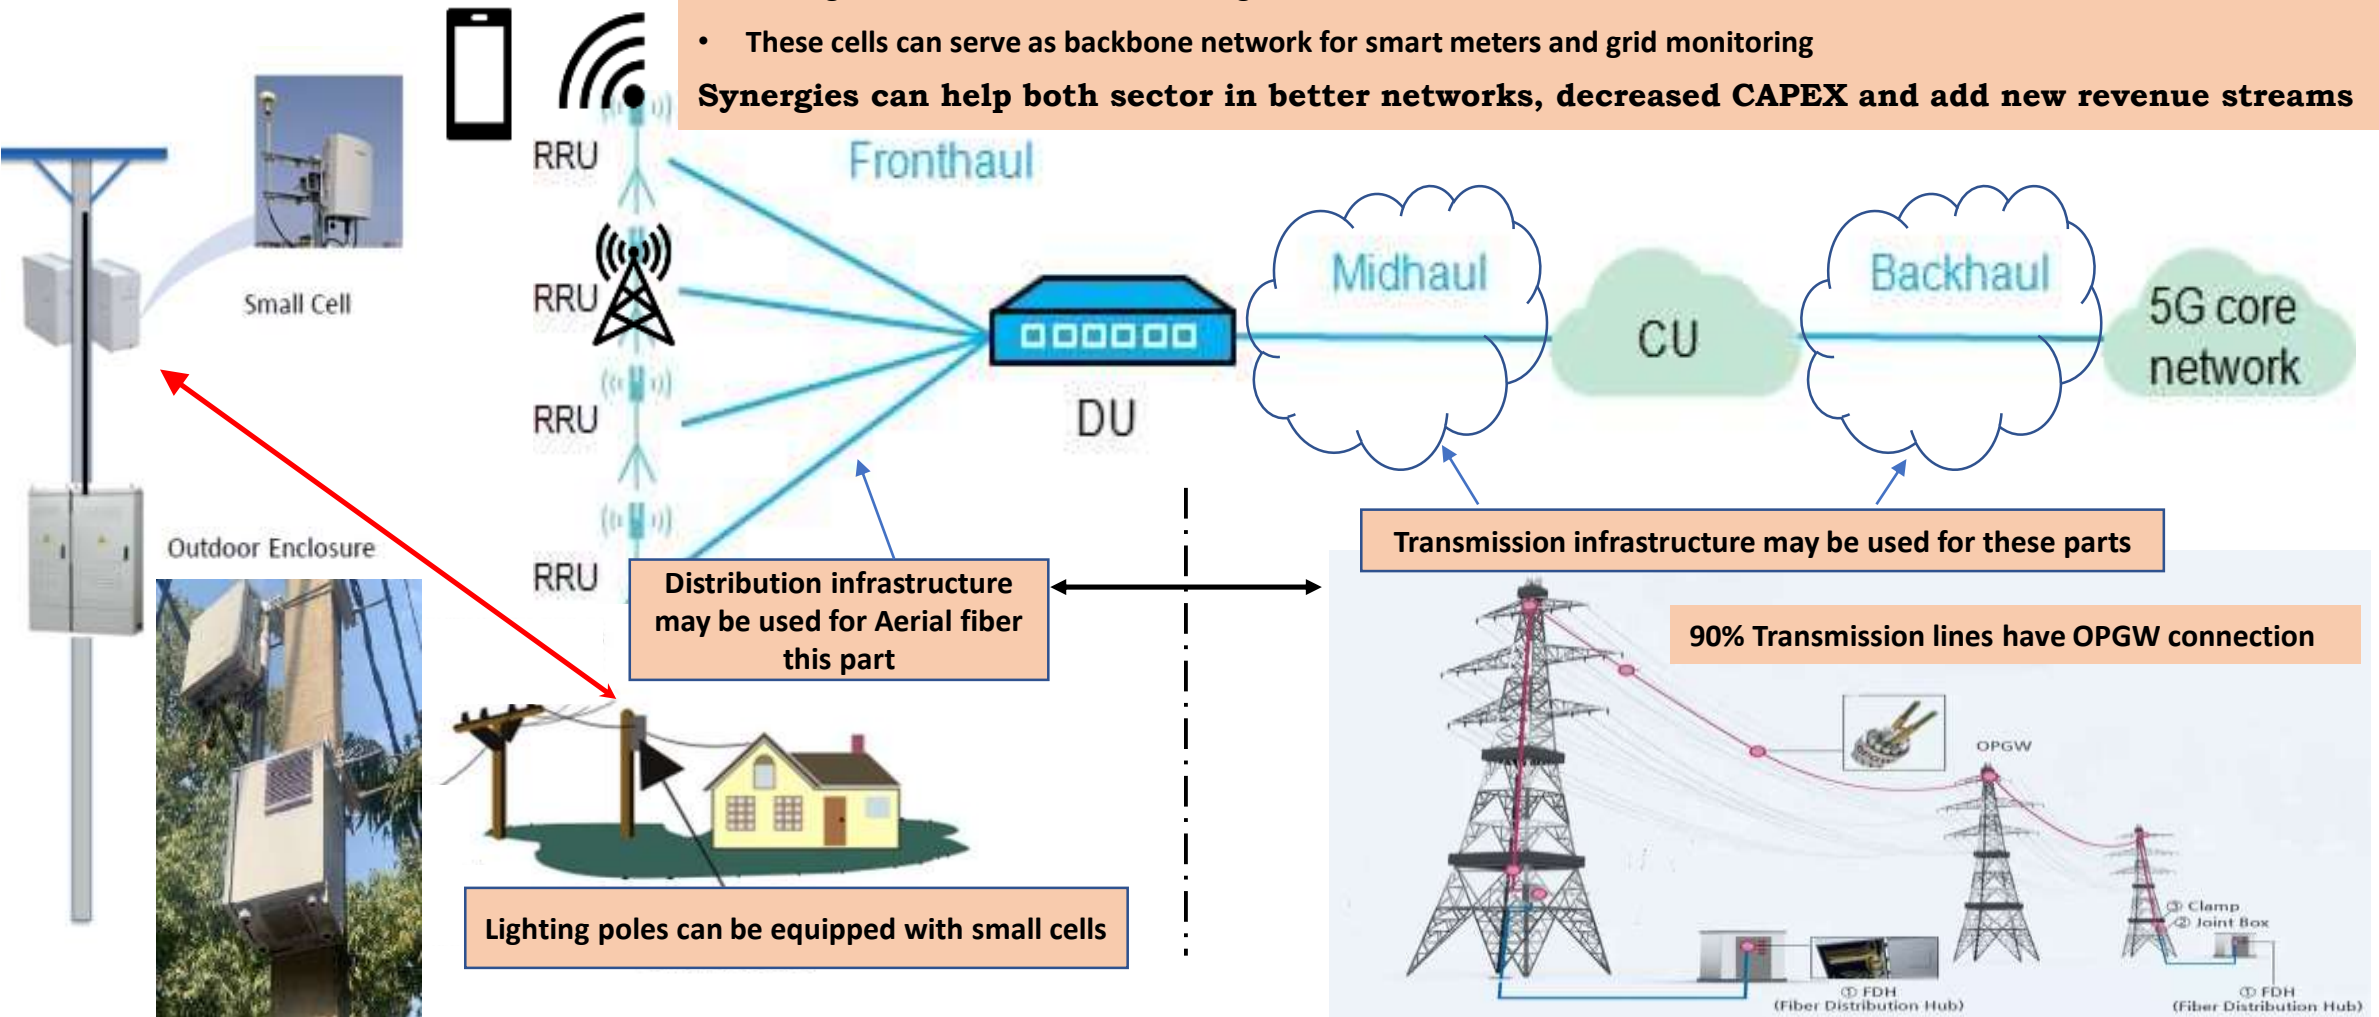 • These cells can serve as backbone network for smart meters and grid monitoring
Synergies can help both sector in better networks, decreased CAPEX and add new revenue streams
RRU
Fronthaul
Small Cell
RRU
Midhaul
Backhaul
CU
5G core
network
RRU
DU
Outdoor Enclosure
RRU
Transmission infrastructure may be used for these parts
Distribution infrastructure
may be used for Aerial fiber
this part
90% Transmission lines have OPGW connection
OPGW
Lighting poles can be equipped with small cells
③ Clamp
② Joint Box
① FDH
(Fiber Distribution Hub)
① FDH
(Fiber Distribution Hub)